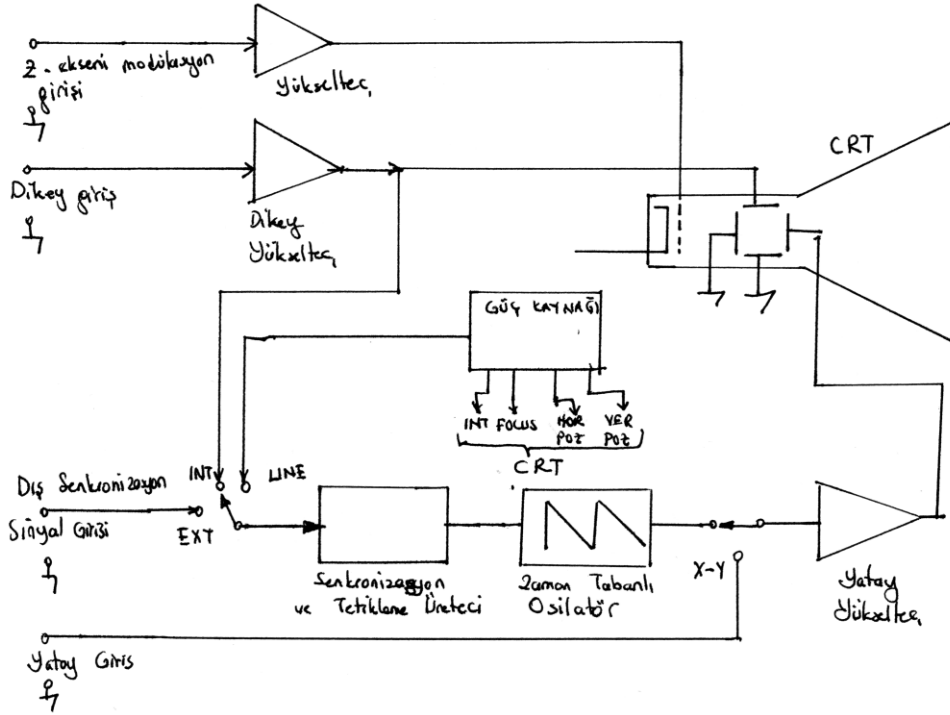 Z - ekseni modülasyon
girişi
Yükselteç
CRT
Dikey giriş
Dikey
Yükselteç
GÜÇ KAYNAĞI
INT FOCUS HOR POZ VER POZ
CRT
INT
LINE
Dış Senkronizasyon
Sinyal Girişi
EXT
X-Y
Senkronizasyon
ve Tetikleme Üreteci
Zaman Tabanlı
Osilatör
Yatay
Yükselteç
Yatay Giriş